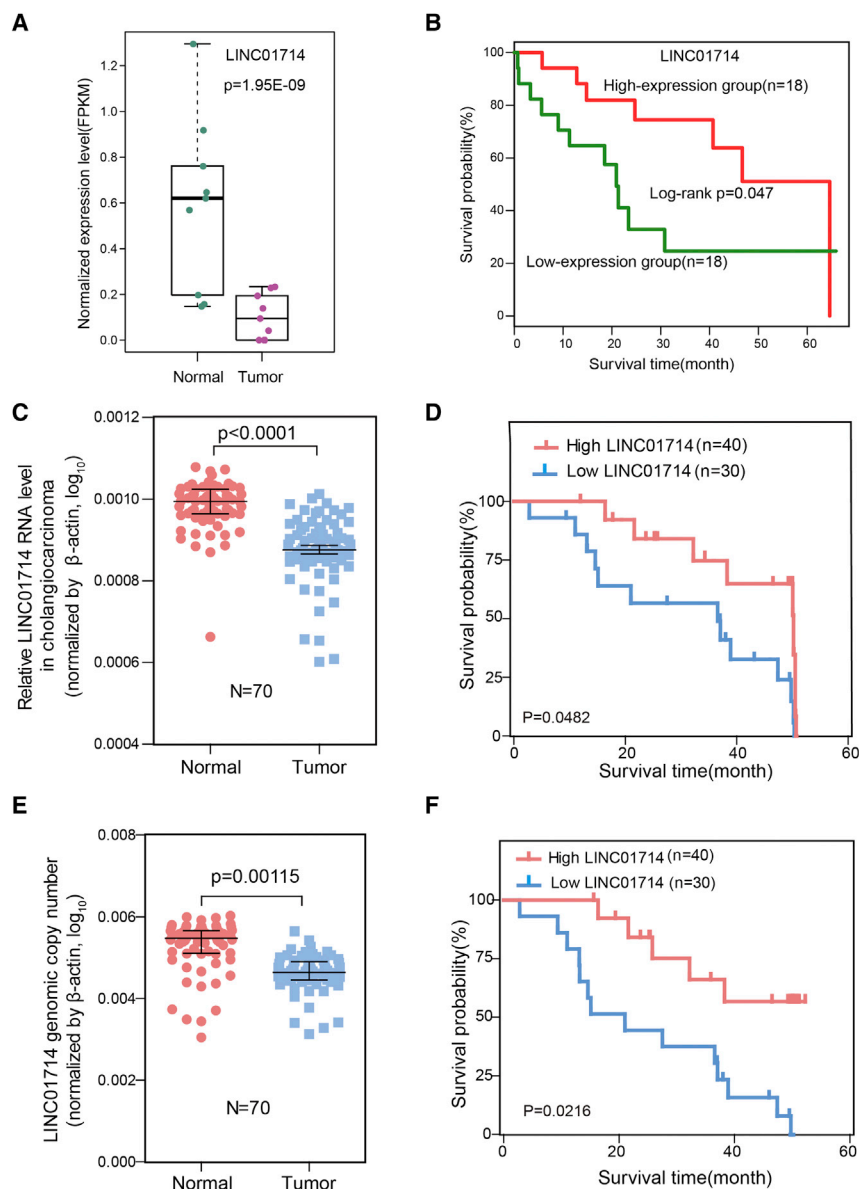 A
LINC01714
p=1.95E-09
Normalized expression level(FPKM)
1.2
1.0
0.8
0.6
0.4
0.2
0.0
Normal Tumor
B
LINC01714
High-expression group(n=18)
Log-rank p=0.047
Low-expression group(n=18)
Survival probability(%)
100
80
60
40
20
0
0 10 20 30 40 50 60
Survival time(month)
C
p<0.0001
Relative LINC01714 RNA level
in cholangiocarcinoma
(normalized by β-actin, log10)
0.0012
0.0010
0.0008
0.0006
0.0004
N=70
Normal Tumor
D
High LINC01714 (n=40)
Low LINC01714 (n=30)
Survival probability(%)
100
75
50
25
0
P=0.0482
0 20 40 60
Survival time(month)
E
p=0.00115
LINC01714 genomic copy number
(normalized by β-actin, log10)
0.008
0.006
0.004
0.002
0.000
N=70
Normal Tumor
F
High LINC01714 (n=40)
Low LINC01714 (n=30)
Survival probability(%)
100
75
50
25
0
P=0.0216
0 20 40 60
Survival time(month)